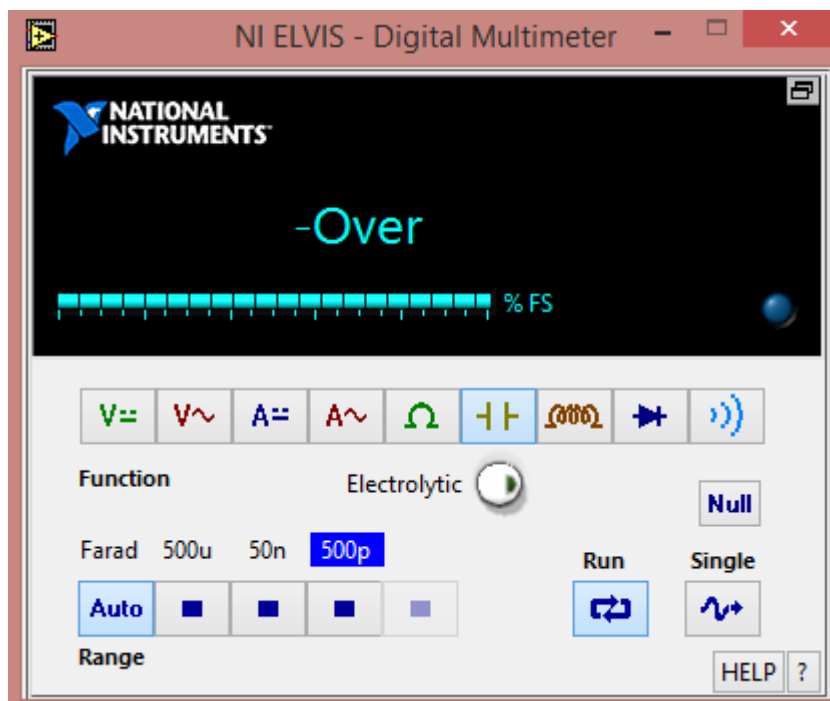 NI ELVIS - Digital Multimeter
NATIONAL
INSTRUMENTS™
-Over
% FS
V
V
A
A
Ω
Function
Electrolytic
Null
Farad 500u 50n 500p
Run Single
Auto
Range
HELP ?